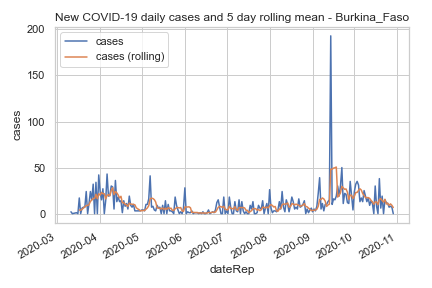 New COVID-19 daily cases and 5 day rolling mean - Burkina_Faso
cases
cases (rolling)
200
150
100
50
0
cases
2020-03
2020-04
2020-05
2020-06
2020-07
2020-08
2020-09
2020-10
2020-11
dateRep